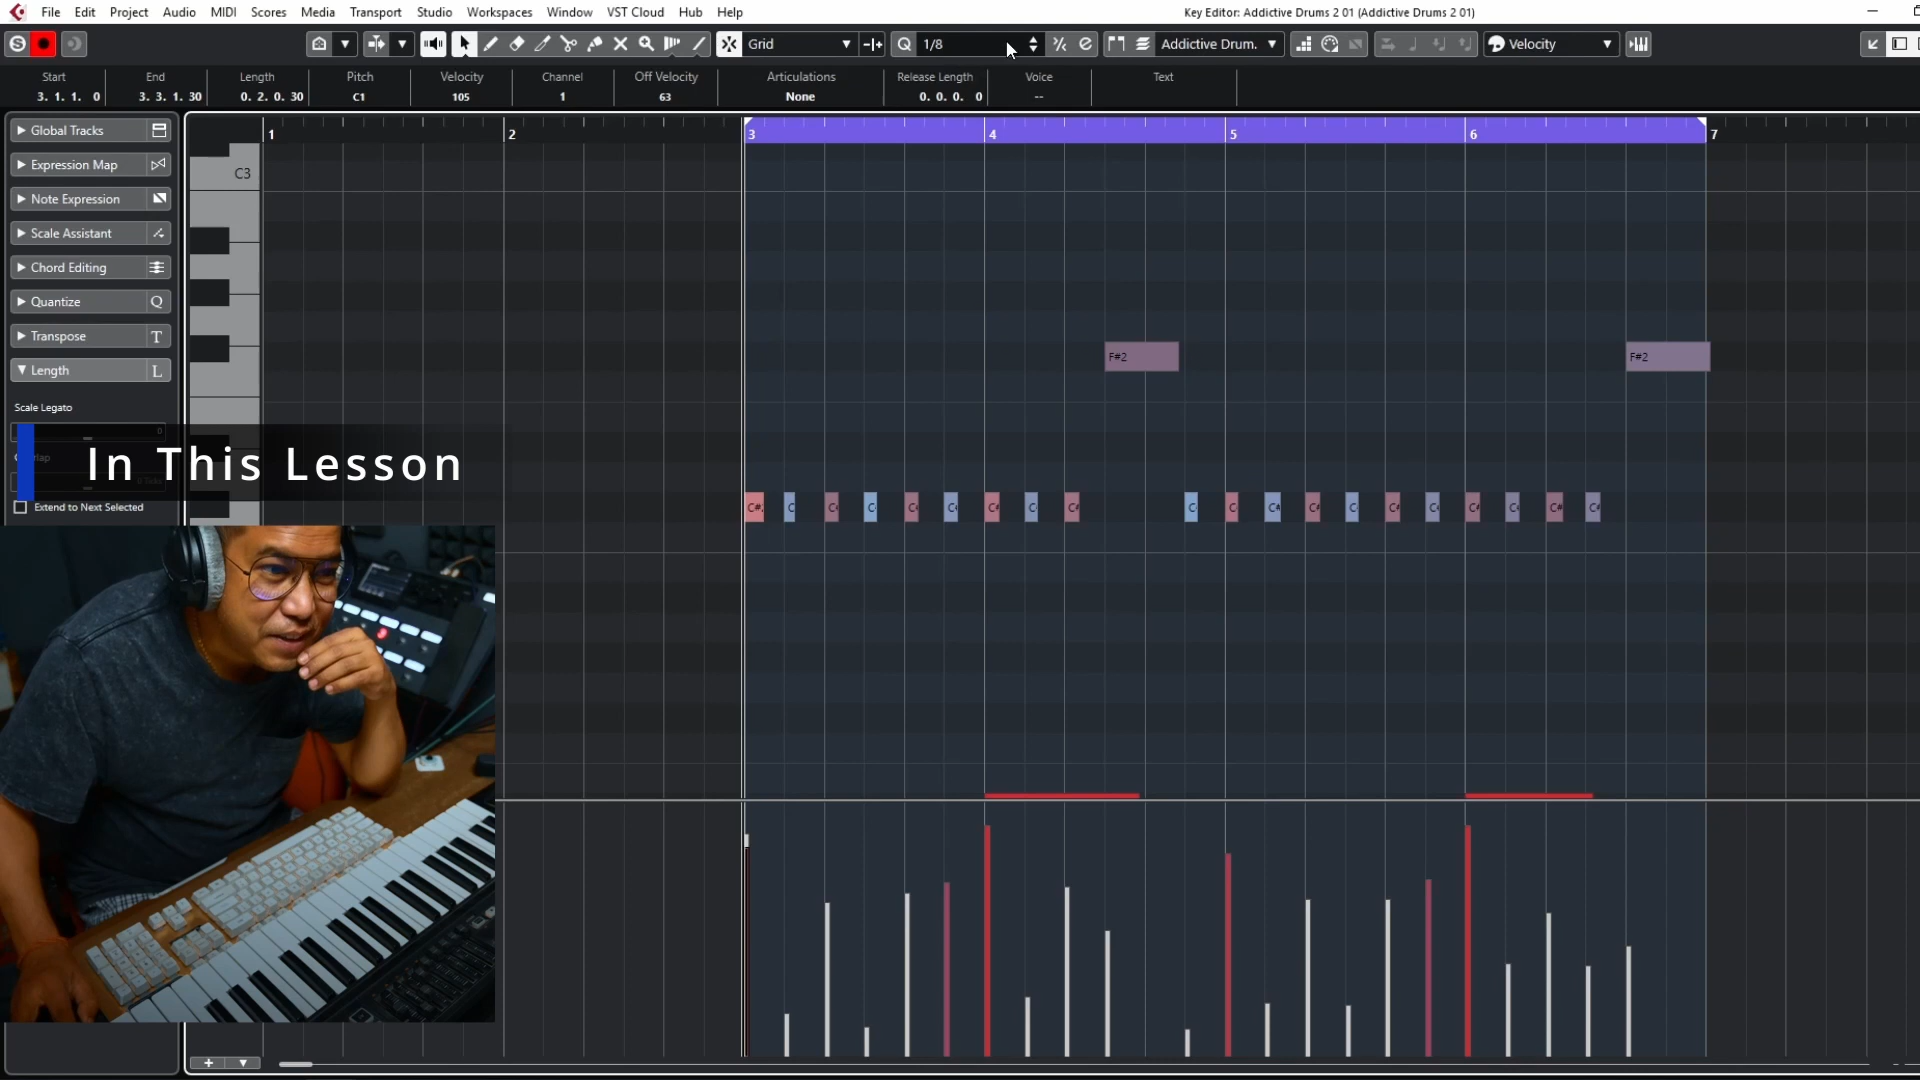 File Edit Project Audio MIDI Scores Media Transport Studio Workspaces Window VST Cloud Hub Help
Key Editor: Addictive Drums 2 01 (Addictive Drums 2 01)
S Grid Q 1/8 Addictive Drum. Velocity
Start End Length Pitch Velocity Channel Off Velocity Articulations Release Length Voice Text
3. 1. 1. 0 3. 3. 1. 30 0. 2. 0. 30 C1 105 1 63 None 0. 0. 0. 0 --
Global Tracks
1 2 3 4 5 6 7
Expression Map
C3
Note Expression
Scale Assistant
Chord Editing
Quantize Q
Transpose T
F#2 F#2
Length L
Scale Legato
0
In This Lesson
Extend to Next Selected